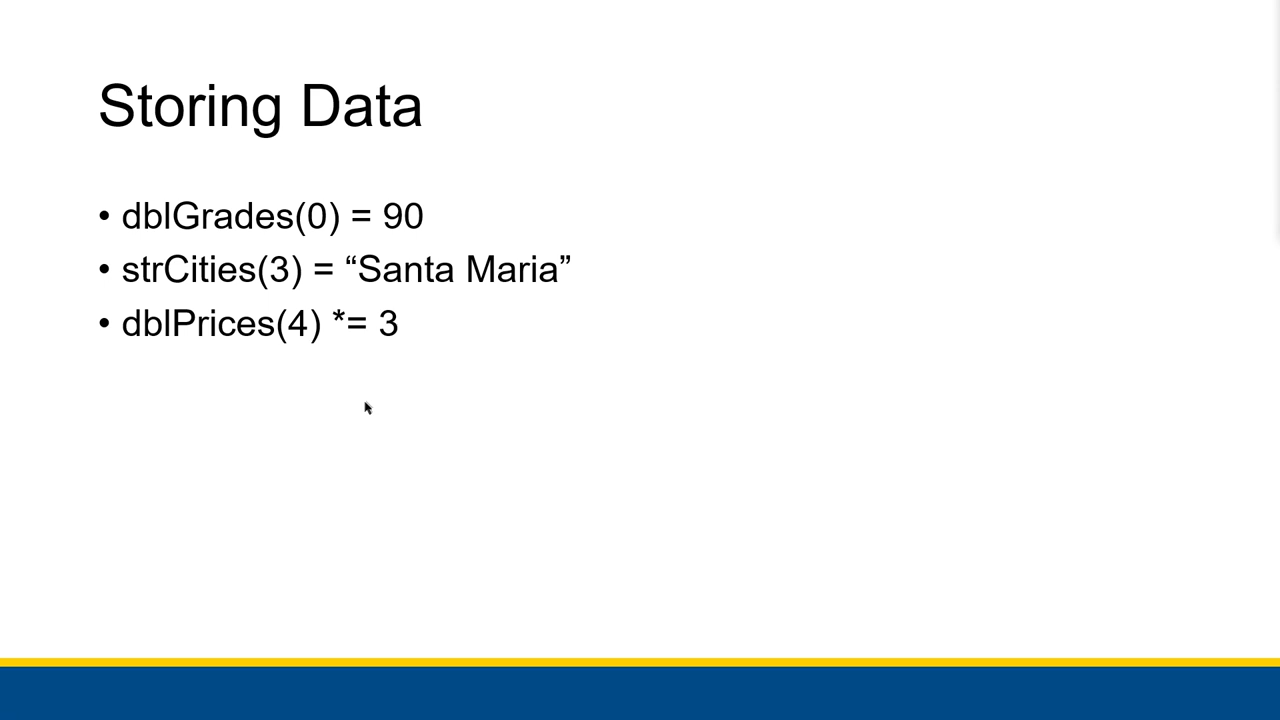 Storing Data
• dblGrades(0) = 90
• strCities(3) = “Santa Maria”
• dblPrices(4) *= 3